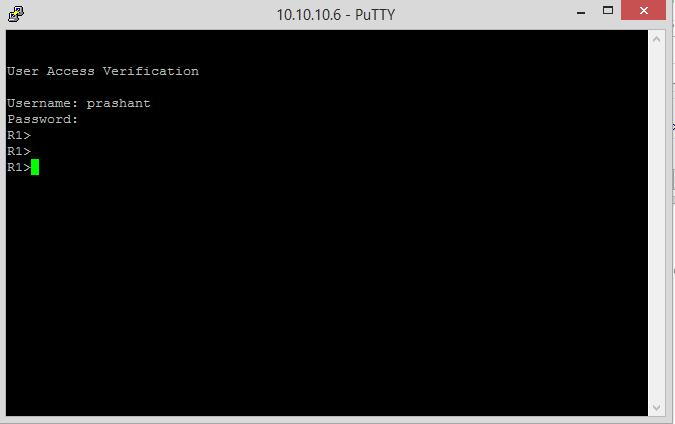 10.10.10.6 - PuTTY
User Access Verification
Username: prashant
Password:
R1>
R1>
R1>